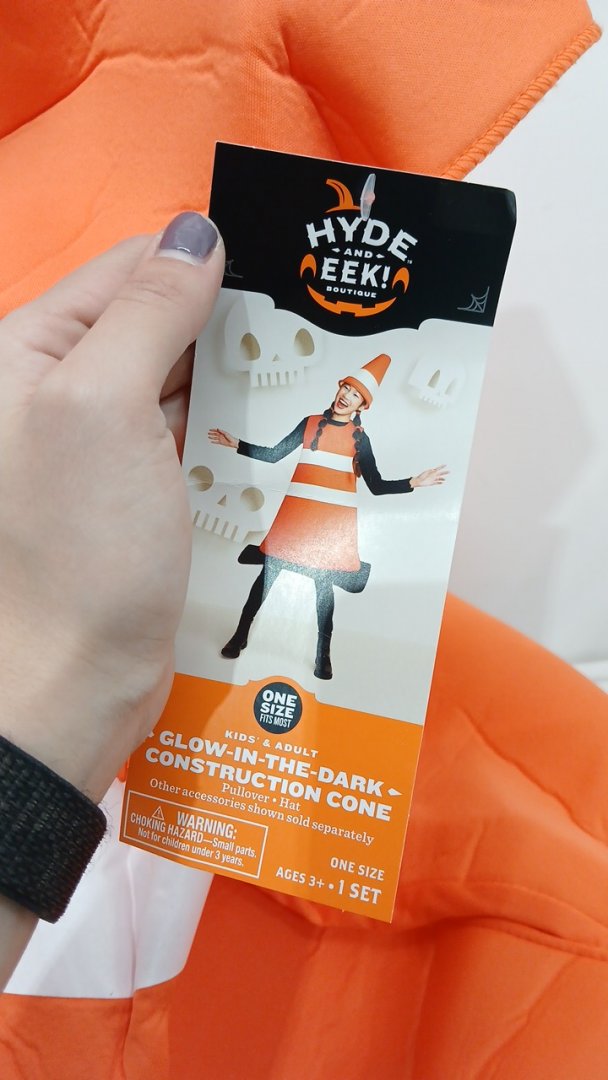 HYDE
AND
EEK!
BOUTIQUE
ONE
SIZE
FITS MOST
KIDS' & ADULT
GLOW-IN-THE-DARK
CONSTRUCTION CONE
Pullover • Hat
Other accessories shown sold separately
WARNING:
CHOKING HAZARD—Small parts.
Not for children under 3 years.
ONE SIZE
AGES 3+ • 1 SET